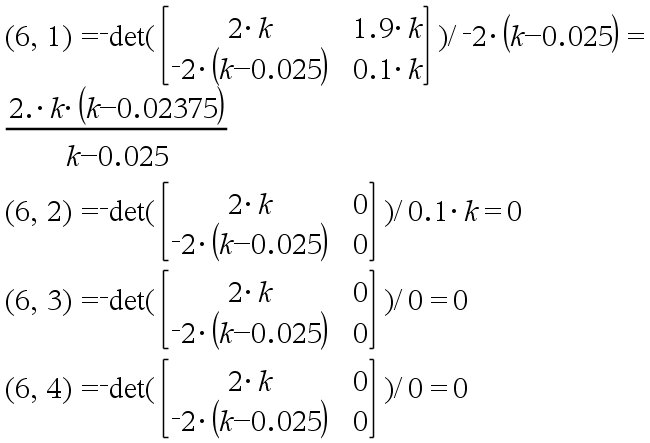 (6, 1) =⁻det([2·k 1.9·k
⁻2·(k−0.025) 0.1·k])/⁻2·(k−0.025) =
2.·k·(k−0.02375)
k−0.025
(6, 2) =⁻det([2·k 0
⁻2·(k−0.025) 0])/0.1·k=0
(6, 3) =⁻det([2·k 0
⁻2·(k−0.025) 0])/0 =0
(6, 4) =⁻det([2·k 0
⁻2·(k−0.025) 0])/0 =0